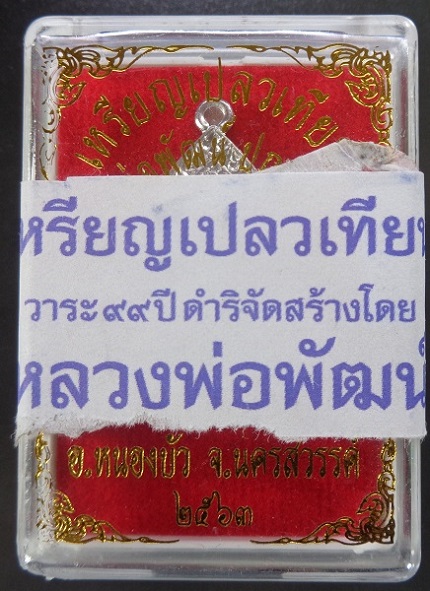 เหรียญเปลวเทีย
หรียญเปลวเทียน
วาระ๙๙ปี ดำริจัดสร้างโดย
หลวงพ่อพัฒน์
อ.หนองบัว จ.นครสวรรค์
๒๕๖๓